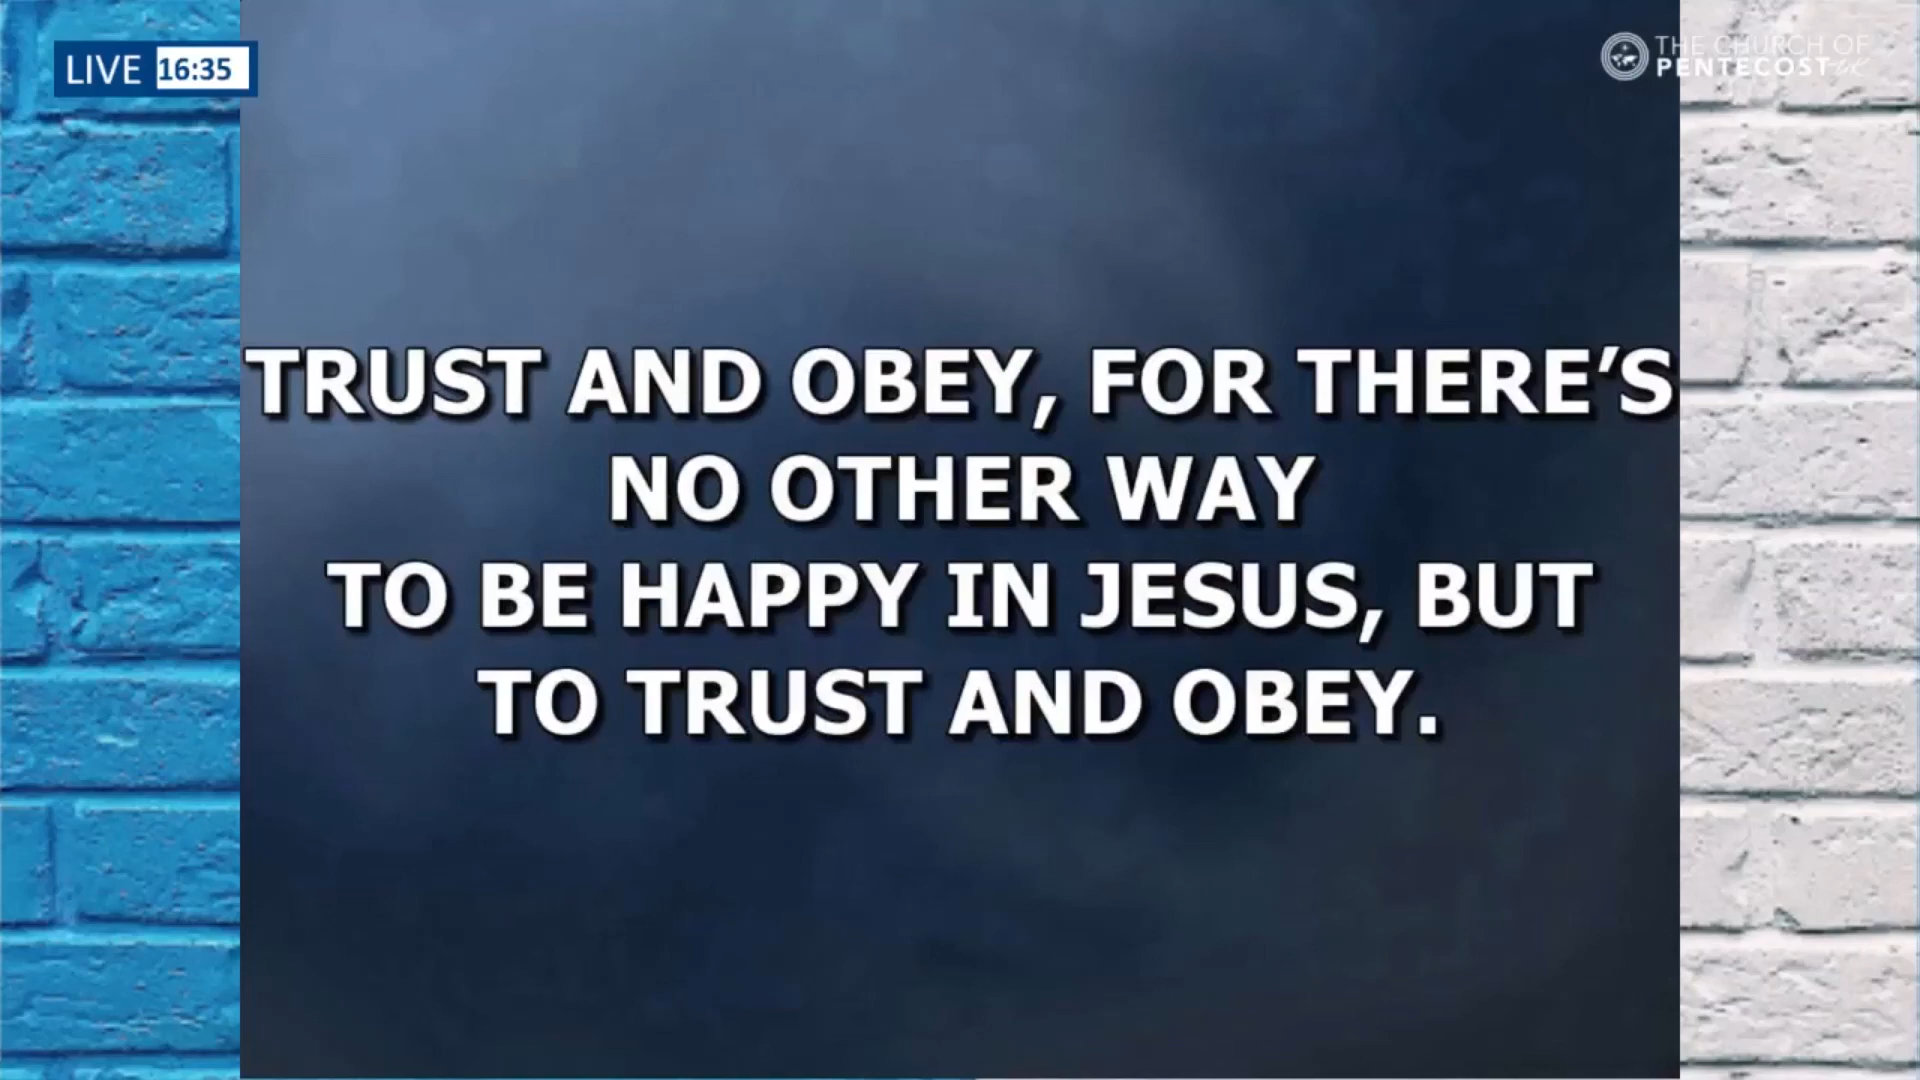 LIVE 16:35
THE CHURCH OF
PENTECOST UK
TRUST AND OBEY, FOR THERE’S
NO OTHER WAY
TO BE HAPPY IN JESUS, BUT
TO TRUST AND OBEY.